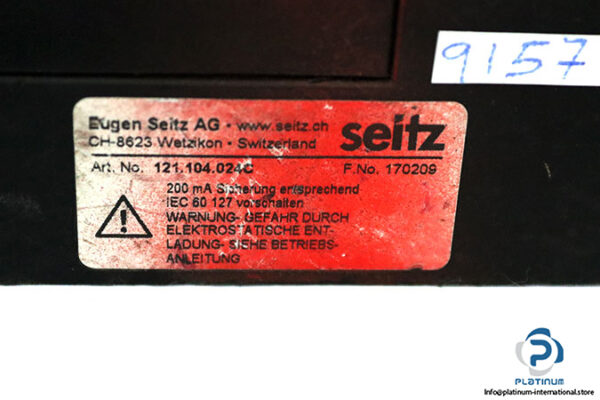 9157
Eugen Seitz AG · www.seitz.ch
CH-8623 Wetzikon · Switzerland
seitz
Art. No. 121.104.024C
F.No. 170209
200 mA Sicherung entsprechend
IEC 60 127 vorschalten
WARNUNG- GEFAHR DURCH
ELEKTROSTATISCHE ENT-
LADUNG- SIEHE BETRIEBS-
ANLEITUNG
PLATINUM
Info@platinum-international.store